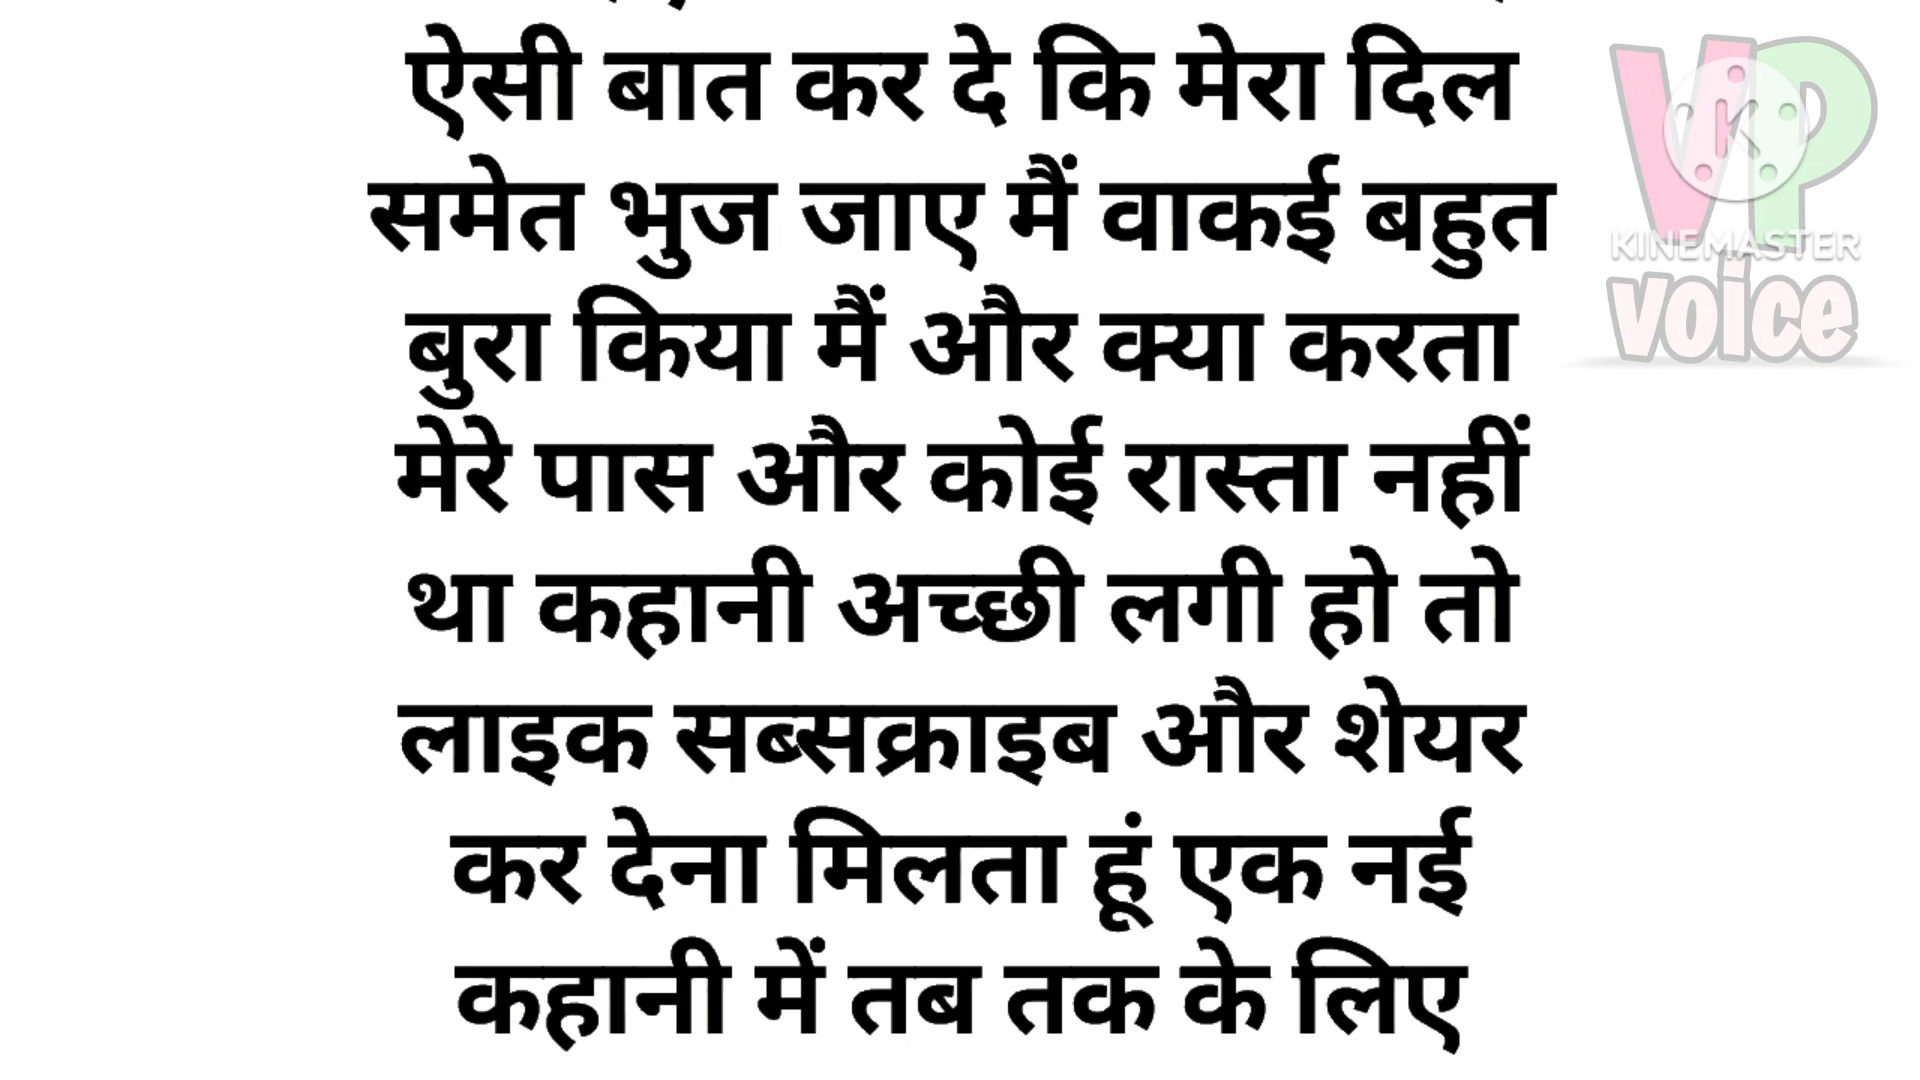 ऐसी बात कर दे कि मेरा दिल
समेत भुज जाए मैं वाकई बहुत
बुरा किया मैं और क्या करता
मेरे पास और कोई रास्ता नहीं
था कहानी अच्छी लगी हो तो
लाइक सब्सक्राइब और शेयर
कर देना मिलता हूं एक नई
कहानी में तब तक के लिए
VP
K
KINEMASTER
voice